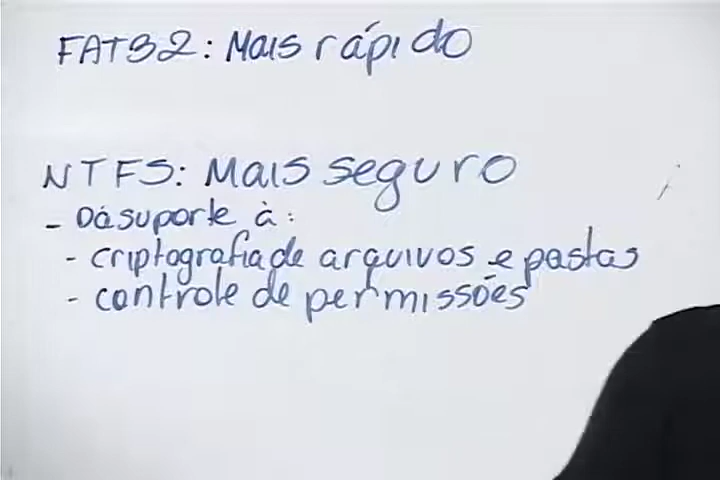 FAT32: Mais rápido
NTFS: Mais seguro
- Dá suporte à:
- criptografia de arquivos e pastas
- controle de permissões